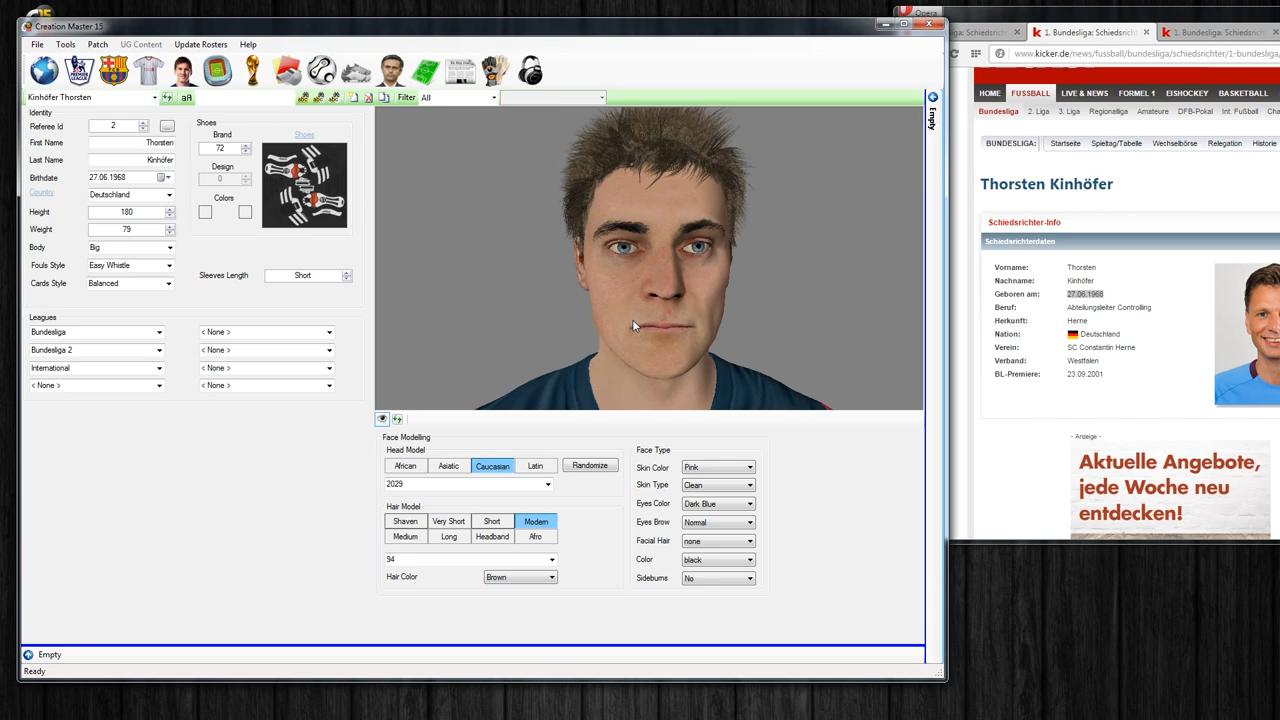 Creation Master 15
File Tools Patch UG Content Update Rosters Help
Kinhöfer Thorsten
aA
Filter All
Identity
Referee Id 2
First Name Thorsten
Last Name Kinhöfer
Birthdate 27.06.1968
Country Deutschland
Height 180
Weight 79
Body Big
Fouls Style Easy Whistle
Cards Style Balanced
Shoes
Brand Shoes
72
Design
0
Colors
Sleeves Length Short
Leagues
Bundesliga < None >
Bundesliga 2 < None >
International < None >
< None > < None >
Empty
Face Modelling
Head Model
African Asiatic Caucasian Latin Randomize
2029
Hair Model
Shaven Very Short Short Modern
Medium Long Headband Afro
94
Hair Color Brown
Face Type
Skin Color Pink
Skin Type Clean
Eyes Color Dark Blue
Eyes Brow Normal
Facial Hair none
Color black
Sideburns No
Empty
Ready
Opera
1. Bundesliga: Schiedsrich
1. Bundesliga: Schiedsrich
www.kicker.de/news/fussball/bundesliga/schiedsrichter/1-bundesliga/
HOME FUSSBALL LIVE & NEWS FORMEL 1 EISHOCKEY BASKETBALL
Bundesliga 2. Liga 3. Liga Regionalliga Amateure DFB-Pokal Int. Fußball
BUNDESLIGA: Startseite Spieltag/Tabelle Wechselbörse Relegation Historie
Thorsten Kinhöfer
Schiedsrichter-Info
Schiedsrichterdaten
Vorname: Thorsten
Nachname: Kinhöfer
Geboren am: 27.06.1968
Beruf: Abteilungsleiter Controlling
Herkunft: Herne
Nation: Deutschland
Verein: SC Constantin Herne
Verband: Westfalen
BL-Premiere: 23.09.2001
- Anzeige -
Aktuelle Angebote,
jede Woche neu
entdecken!